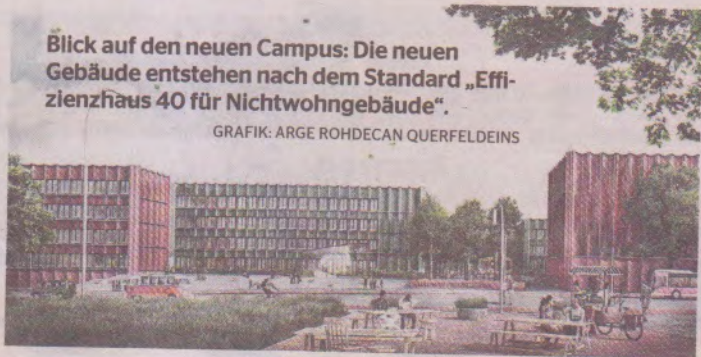 Blick auf den neuen Campus: Die neuen
Gebäude entstehen nach dem Standard „Effi-
zienzhaus 40 für Nichtwohngebäude“.
GRAFIK: ARGE ROHDECAN QUERFELDEINS